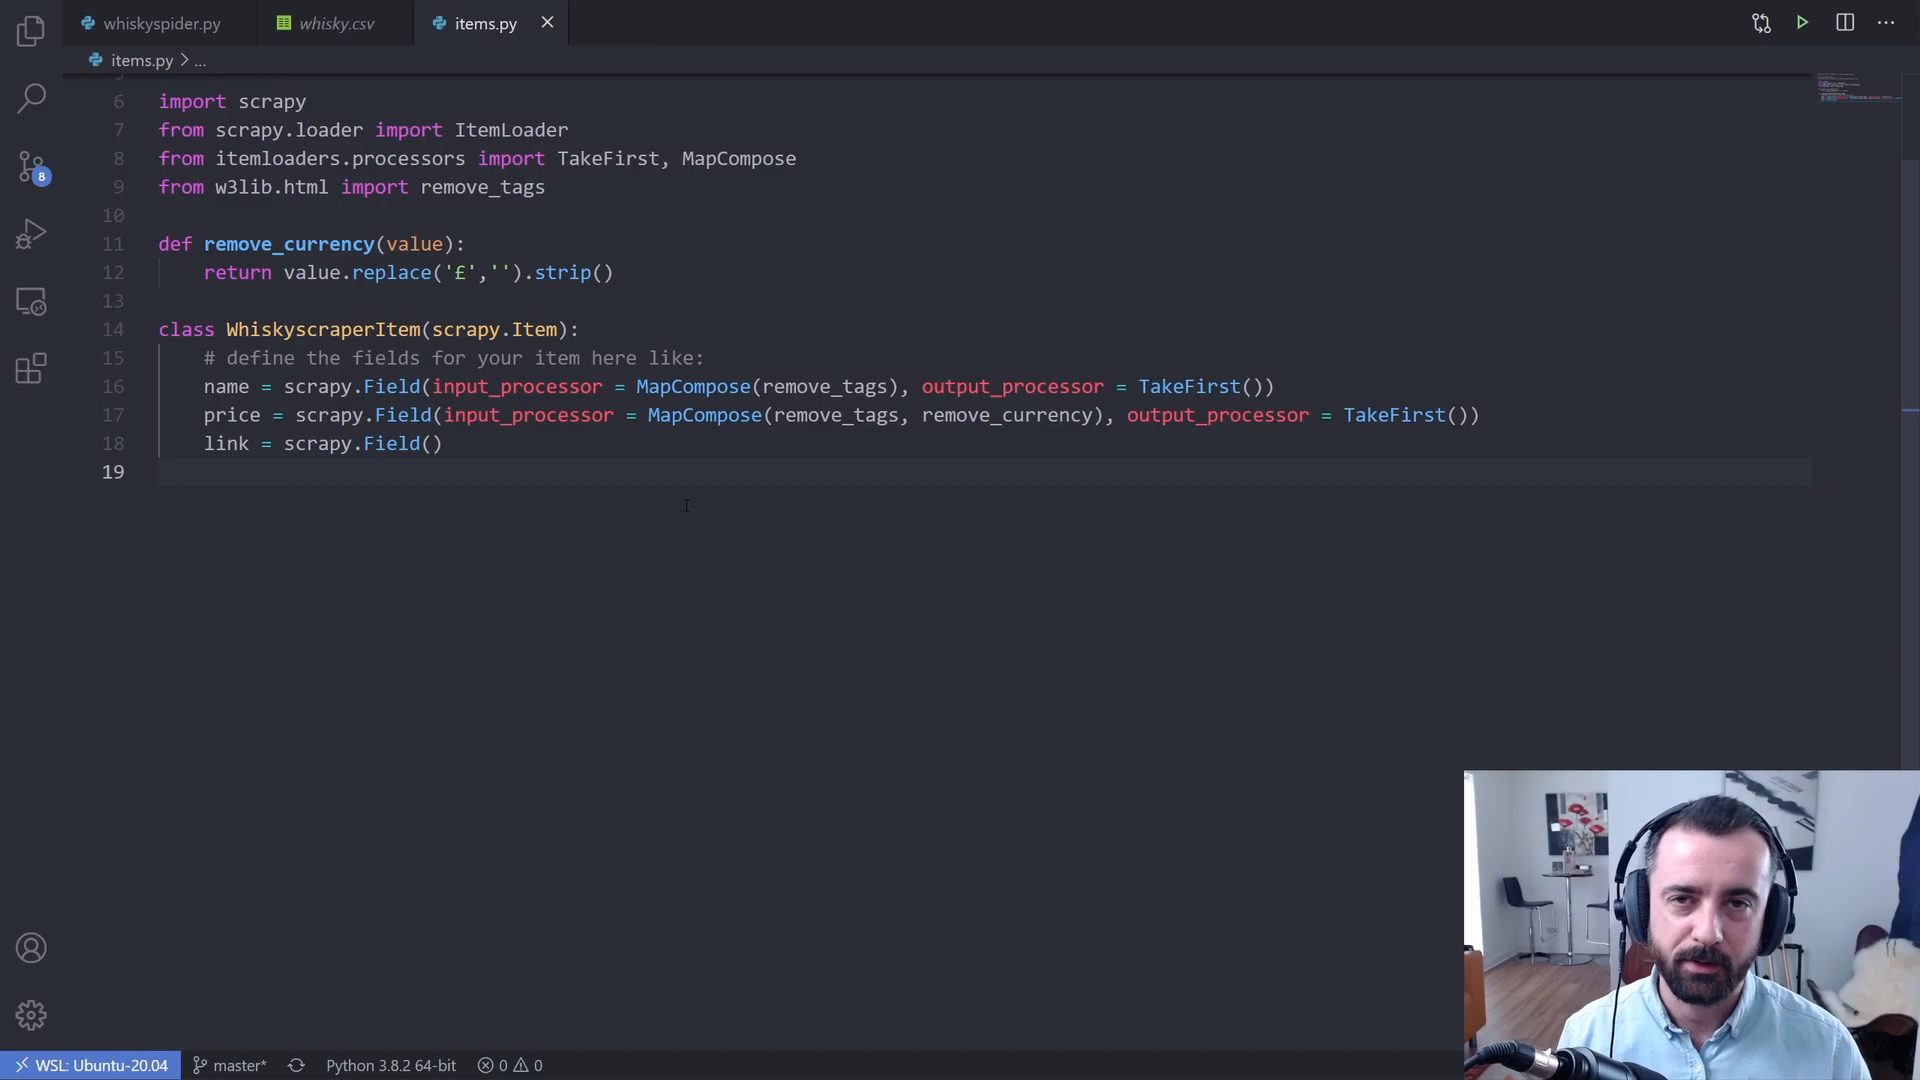 whiskyspider.py
whisky.csv
items.py
items.py > ...
6 import scrapy
7 from scrapy.loader import ItemLoader
8 from itemloaders.processors import TakeFirst, MapCompose
9 from w3lib.html import remove_tags
10
11 def remove_currency(value):
12 return value.replace('£','').strip()
13
14 class WhiskyscraperItem(scrapy.Item):
15 # define the fields for your item here like:
16 name = scrapy.Field(input_processor = MapCompose(remove_tags), output_processor = TakeFirst())
17 price = scrapy.Field(input_processor = MapCompose(remove_tags, remove_currency), output_processor = TakeFirst())
18 link = scrapy.Field()
19
8
WSL: Ubuntu-20.04 master* Python 3.8.2 64-bit 0 0